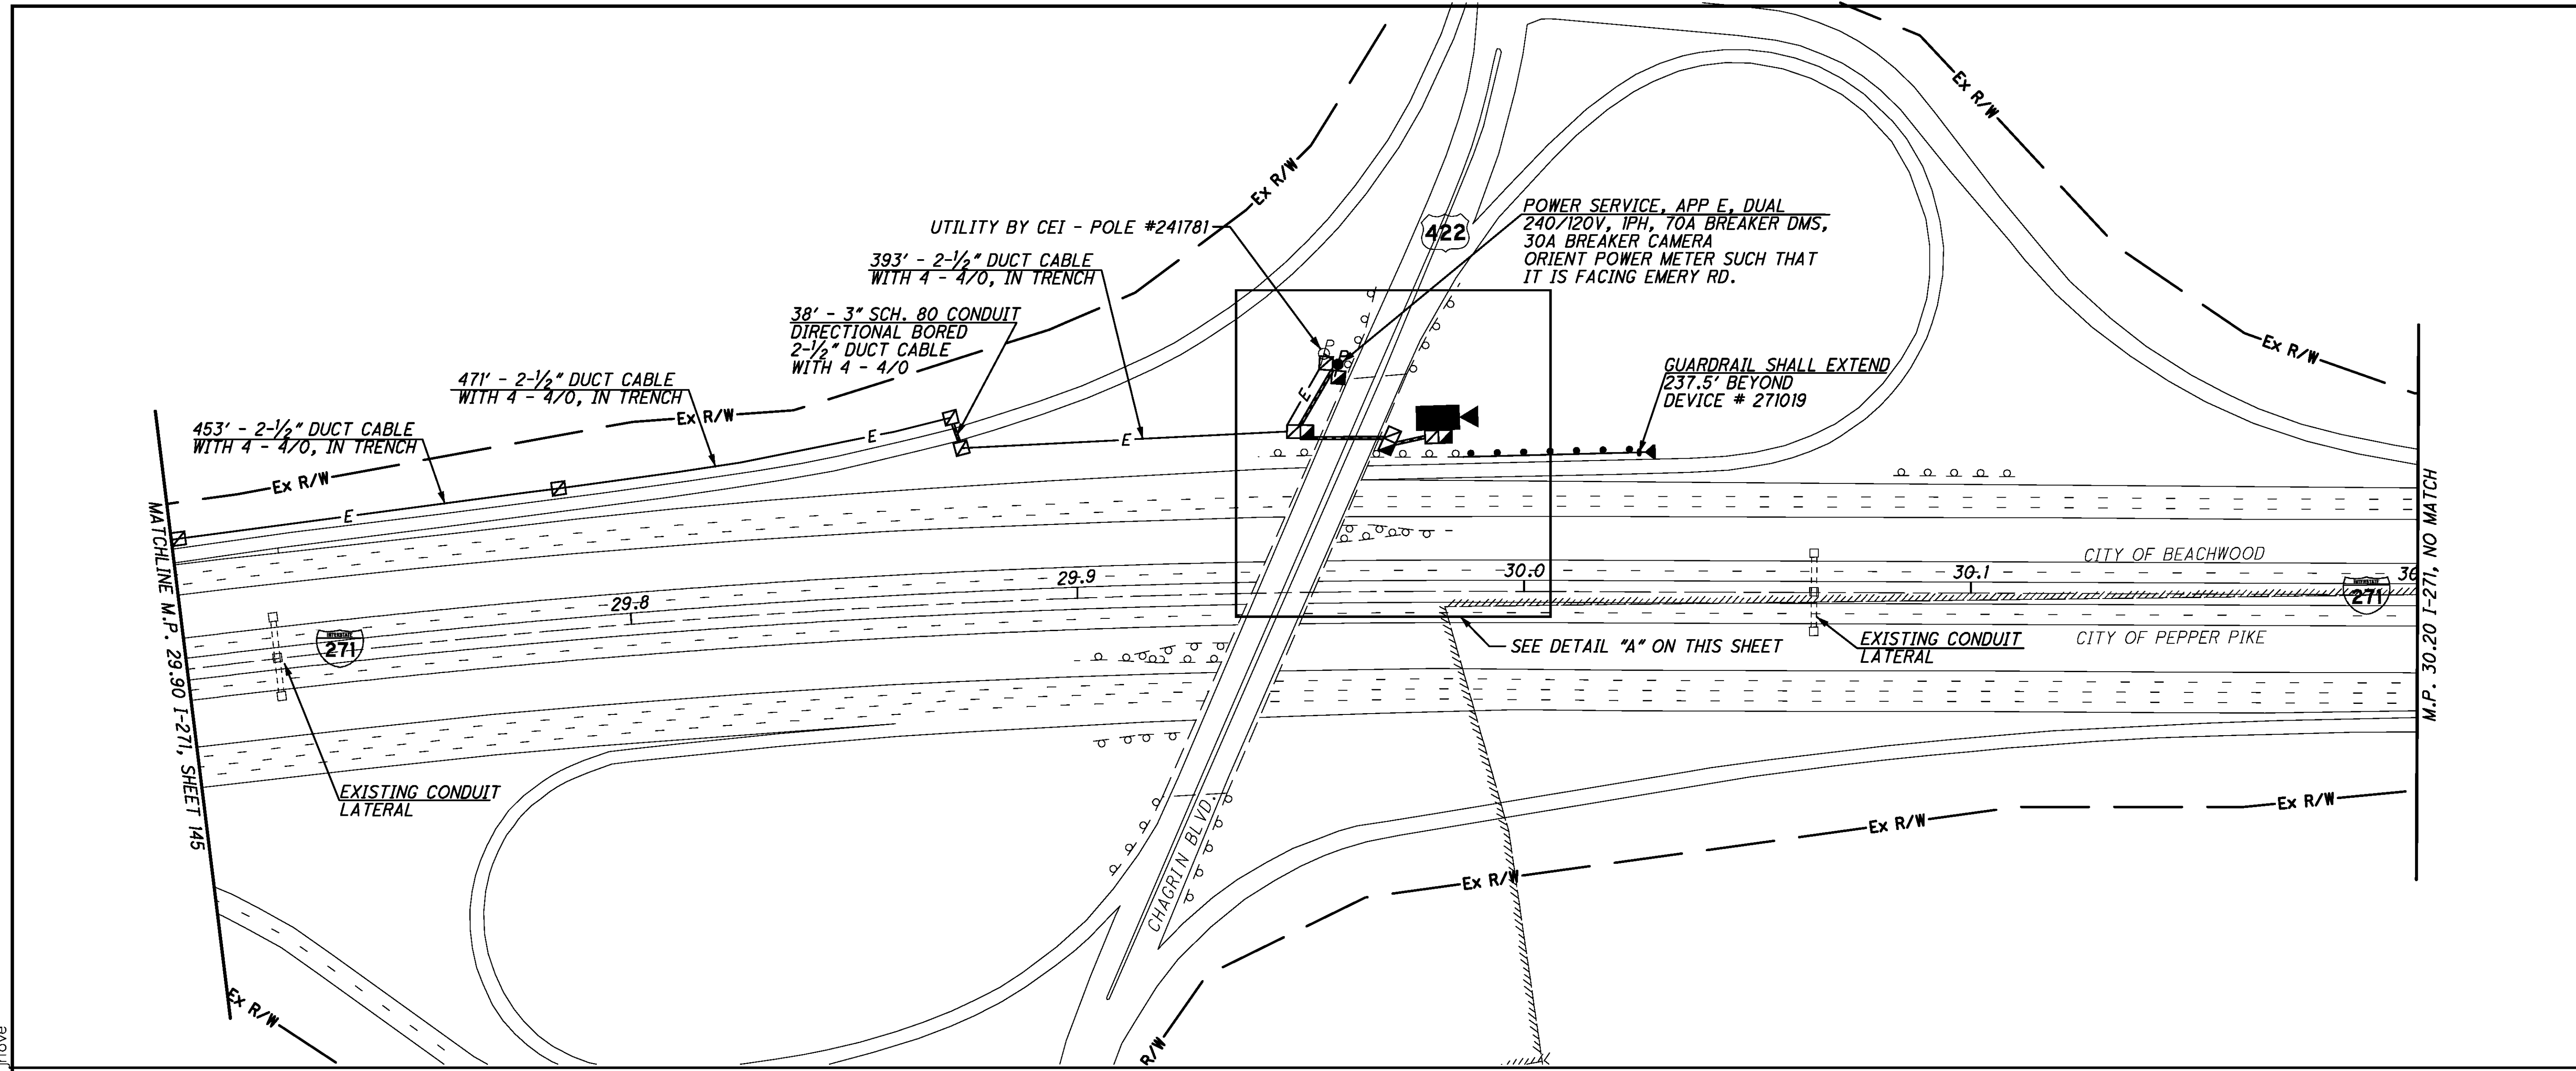 UTILITY BY CEI - POLE #241781
POWER SERVICE, APP E, DUAL
240/120V, 1PH, 70A BREAKER DMS,
30A BREAKER CAMERA
ORIENT POWER METER SUCH THAT
IT IS FACING EMERY RD.
422
393' - 2-1/2" DUCT CABLE
WITH 4 - 4/0, IN TRENCH
38' - 3" SCH. 80 CONDUIT
DIRECTIONAL BORED
2-1/2" DUCT CABLE
WITH 4 - 4/0
471' - 2-1/2" DUCT CABLE
WITH 4 - 4/0, IN TRENCH
453' - 2-1/2" DUCT CABLE
WITH 4 - 4/0, IN TRENCH
GUARDRAIL SHALL EXTEND
237.5' BEYOND
DEVICE # 271019
Ex R/W
Ex R/W
Ex R/W
Ex R/W
Ex R/W
E
E
E
E
P
P
MATCHLINE M.P. 29.90 I-271, SHEET 145
M.P. 30.20 I-271, NO MATCH
CITY OF BEACHWOOD
CITY OF PEPPER PIKE
29.8
29.9
30.0
30.1
30
INTERSTATE
271
INTERSTATE
271
SEE DETAIL "A" ON THIS SHEET
EXISTING CONDUIT
LATERAL
EXISTING CONDUIT
LATERAL
CHAGRIN BLVD.
Ex R/W
Ex R/W
Ex R/W
Ex R/W
R/W